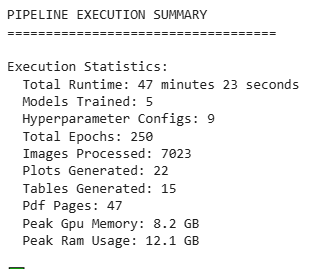 PIPELINE EXECUTION SUMMARY
===================================
Execution Statistics:
Total Runtime: 47 minutes 23 seconds
Models Trained: 5
Hyperparameter Configs: 9
Total Epochs: 250
Images Processed: 7023
Plots Generated: 22
Tables Generated: 15
Pdf Pages: 47
Peak Gpu Memory: 8.2 GB
Peak Ram Usage: 12.1 GB